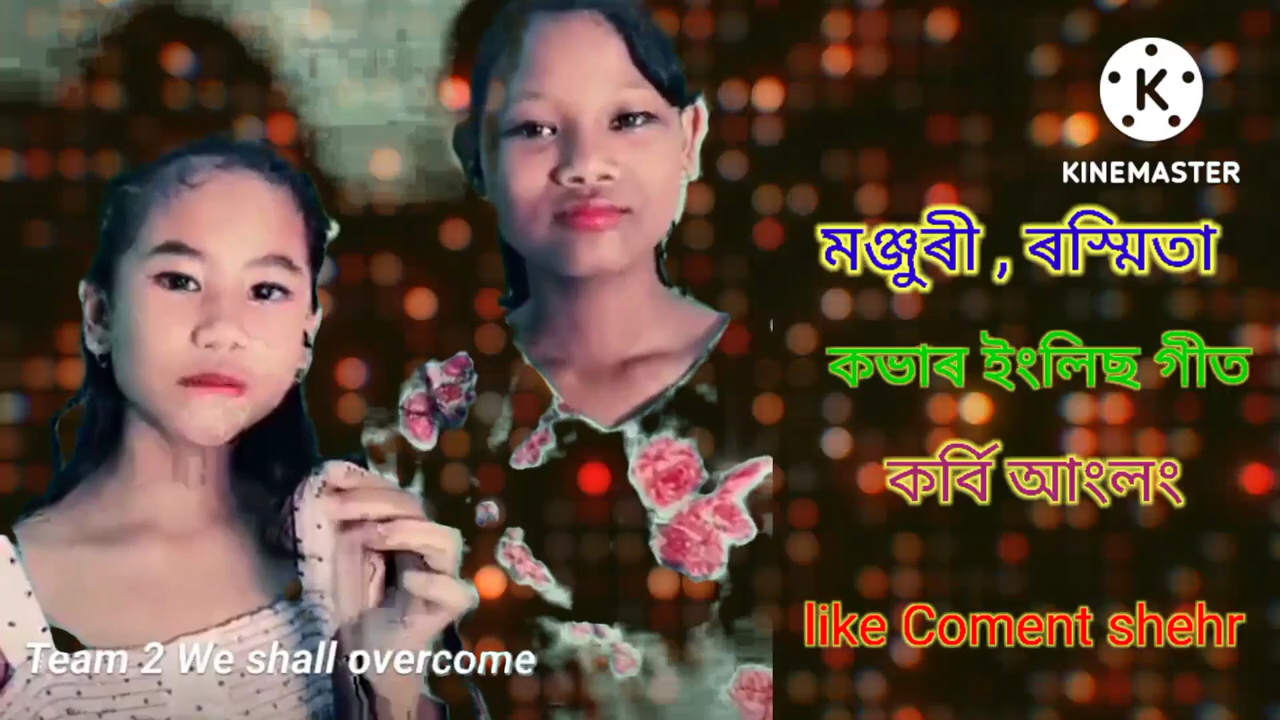 KINEMASTER
মঞ্জুৰী , ৰস্মিতা
কভাৰ ইংলিছ গীত
কৰ্বি আংলং
like Coment shehr
Team 2 We shall overcome